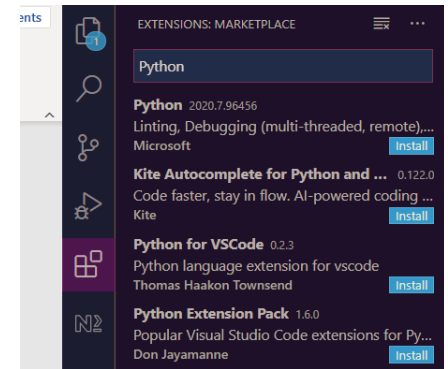 ents
EXTENSIONS: MARKETPLACE
1
Python
Python 2020.7.96456
Linting, Debugging (multi-threaded, remote),...
Microsoft Install
Kite Autocomplete for Python and ... 0.122.0
Code faster, stay in flow. AI-powered coding ...
Kite Install
Python for VSCode 0.2.3
Python language extension for vscode
Thomas Haakon Townsend Install
Python Extension Pack 1.6.0
Popular Visual Studio Code extensions for Py...
Don Jayamanne Install